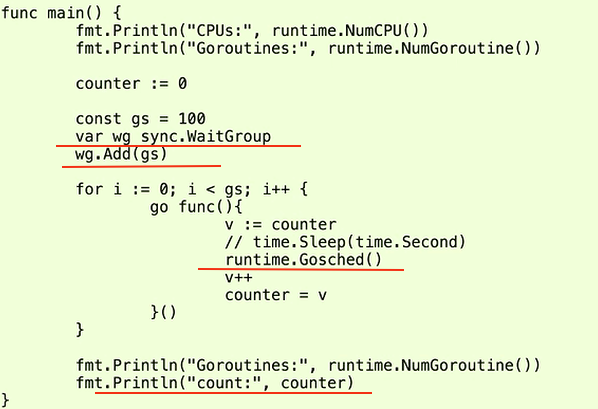 func main() {
        fmt.Println("CPUs:", runtime.NumCPU())
        fmt.Println("Goroutines:", runtime.NumGoroutine())

        counter := 0

        const gs = 100
        var wg sync.WaitGroup
        wg.Add(gs)

        for i := 0; i < gs; i++ {
                go func(){
                        v := counter
                        // time.Sleep(time.Second)
                        runtime.Gosched()
                        v++
                        counter = v
                }()
        }

        fmt.Println("Goroutines:", runtime.NumGoroutine())
        fmt.Println("count:", counter)
}